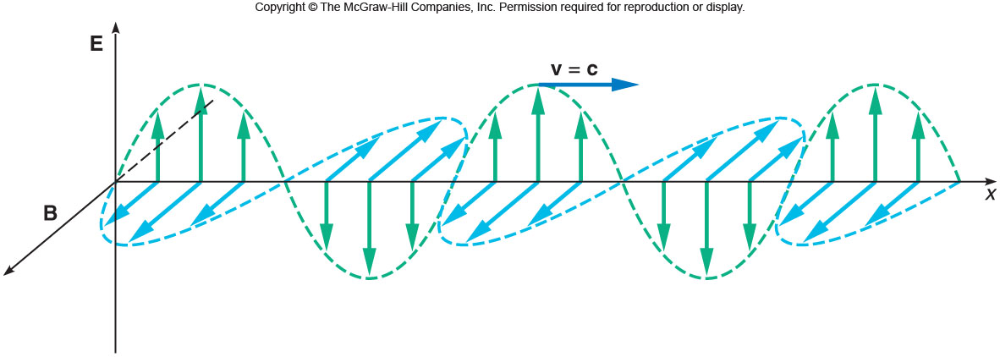 Copyright © The McGraw-Hill Companies, Inc. Permission required for reproduction or display.
E
v = c
x
B